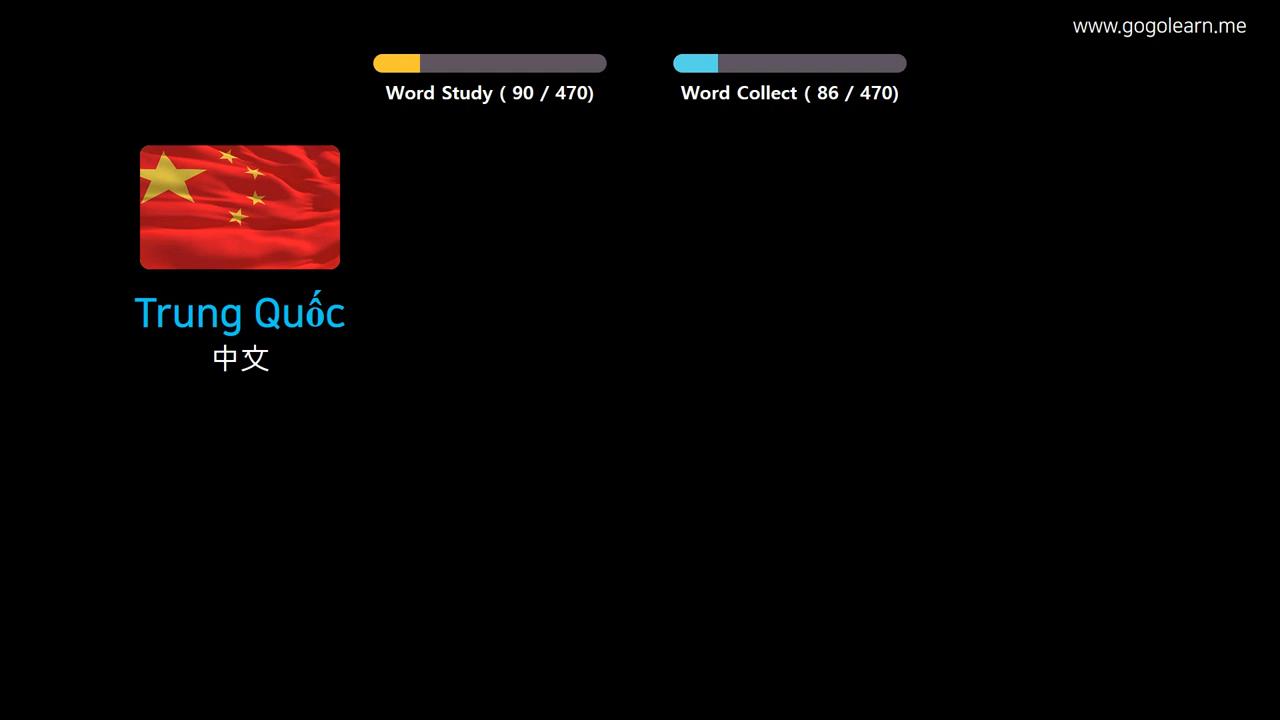 www.gogolearn.me
Word Study ( 90 / 470)
Word Collect ( 86 / 470)
Trung Quốc
中文